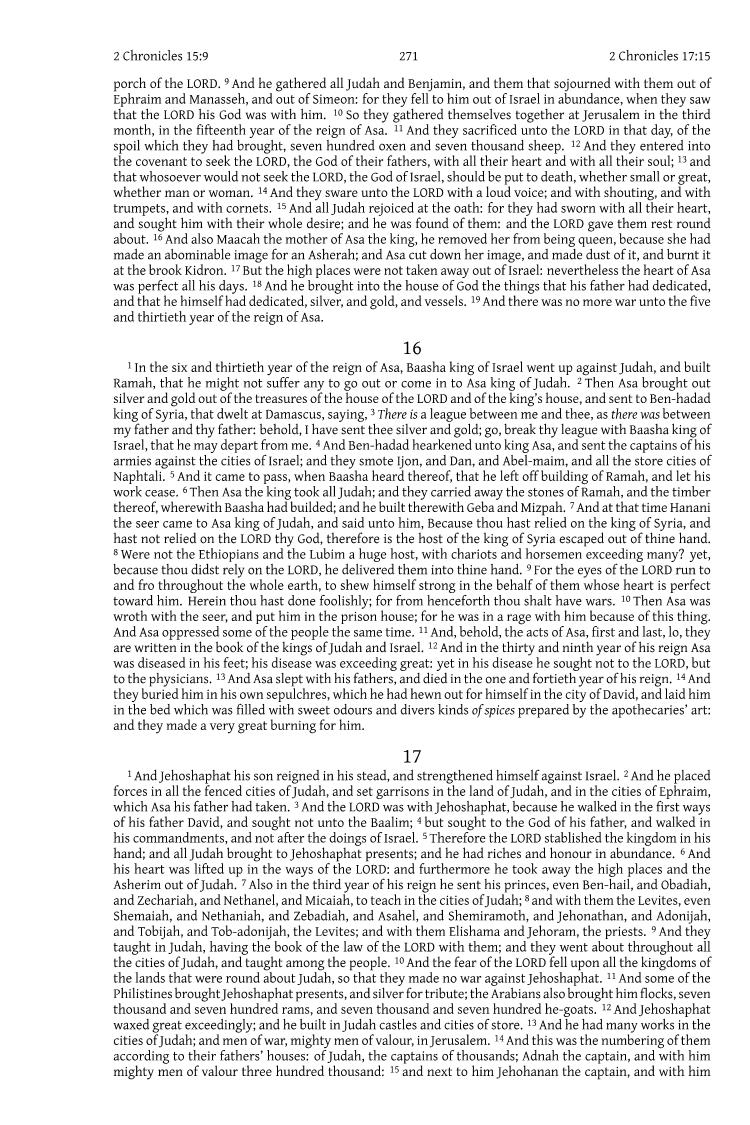 2 Chronicles 15:9 271 2 Chronicles 17:15
porch of the LORD. 9 And he gathered all Judah and Benjamin, and them that sojourned with them out of
Ephraim and Manasseh, and out of Simeon: for they fell to him out of Israel in abundance, when they saw
that the LORD his God was with him. 10 So they gathered themselves together at Jerusalem in the third
month, in the fifteenth year of the reign of Asa. 11 And they sacrificed unto the LORD in that day, of the
spoil which they had brought, seven hundred oxen and seven thousand sheep. 12 And they entered into
the covenant to seek the LORD, the God of their fathers, with all their heart and with all their soul; 13 and
that whosoever would not seek the LORD, the God of Israel, should be put to death, whether small or great,
whether man or woman. 14 And they sware unto the LORD with a loud voice; and with shouting, and with
trumpets, and with cornets. 15 And all Judah rejoiced at the oath: for they had sworn with all their heart,
and sought him with their whole desire; and he was found of them: and the LORD gave them rest round
about. 16 And also Maacah the mother of Asa the king, he removed her from being queen, because she had
made an abominable image for an Asherah; and Asa cut down her image, and made dust of it, and burnt it
at the brook Kidron. 17 But the high places were not taken away out of Israel: nevertheless the heart of Asa
was perfect all his days. 18 And he brought into the house of God the things that his father had dedicated,
and that he himself had dedicated, silver, and gold, and vessels. 19 And there was no more war unto the five
and thirtieth year of the reign of Asa.
16
1 In the six and thirtieth year of the reign of Asa, Baasha king of Israel went up against Judah, and built
Ramah, that he might not suffer any to go out or come in to Asa king of Judah. 2 Then Asa brought out
silver and gold out of the treasures of the house of the LORD and of the king's house, and sent to Ben-hadad
king of Syria, that dwelt at Damascus, saying, 3 There is a league between me and thee, as there was between
my father and thy father: behold, I have sent thee silver and gold; go, break thy league with Baasha king of
Israel, that he may depart from me. 4 And Ben-hadad hearkened unto king Asa, and sent the captains of his
armies against the cities of Israel; and they smote Ijon, and Dan, and Abel-maim, and all the store cities of
Naphtali. 5 And it came to pass, when Baasha heard thereof, that he left off building of Ramah, and let his
work cease. 6 Then Asa the king took all Judah; and they carried away the stones of Ramah, and the timber
thereof, wherewith Baasha had builded; and he built therewith Geba and Mizpah. 7 And at that time Hanani
the seer came to Asa king of Judah, and said unto him, Because thou hast relied on the king of Syria, and
hast not relied on the LORD thy God, therefore is the host of the king of Syria escaped out of thine hand.
8 Were not the Ethiopians and the Lubim a huge host, with chariots and horsemen exceeding many? yet,
because thou didst rely on the LORD, he delivered them into thine hand. 9 For the eyes of the LORD run to
and fro throughout the whole earth, to shew himself strong in the behalf of them whose heart is perfect
toward him. Herein thou hast done foolishly; for from henceforth thou shalt have wars. 10 Then Asa was
wroth with the seer, and put him in the prison house; for he was in a rage with him because of this thing.
And Asa oppressed some of the people the same time. 11 And, behold, the acts of Asa, first and last, lo, they
are written in the book of the kings of Judah and Israel. 12 And in the thirty and ninth year of his reign Asa
was diseased in his feet; his disease was exceeding great: yet in his disease he sought not to the LORD, but
to the physicians. 13 And Asa slept with his fathers, and died in the one and fortieth year of his reign. 14 And
they buried him in his own sepulchres, which he had hewn out for himself in the city of David, and laid him
in the bed which was filled with sweet odours and divers kinds of spices prepared by the apothecaries' art:
and they made a very great burning for him.
17
1 And Jehoshaphat his son reigned in his stead, and strengthened himself against Israel. 2 And he placed
forces in all the fenced cities of Judah, and set garrisons in the land of Judah, and in the cities of Ephraim,
which Asa his father had taken. 3 And the LORD was with Jehoshaphat, because he walked in the first ways
of his father David, and sought not unto the Baalim; 4 but sought to the God of his father, and walked in
his commandments, and not after the doings of Israel. 5 Therefore the LORD stablished the kingdom in his
hand; and all Judah brought to Jehoshaphat presents; and he had riches and honour in abundance. 6 And
his heart was lifted up in the ways of the LORD: and furthermore he took away the high places and the
Asherim out of Judah. 7 Also in the third year of his reign he sent his princes, even Ben-hail, and Obadiah,
and Zechariah, and Nethanel, and Micaiah, to teach in the cities of Judah; 8 and with them the Levites, even
Shemaiah, and Nethaniah, and Zebadiah, and Asahel, and Shemiramoth, and Jehonathan, and Adonijah,
and Tobijah, and Tob-adonijah, the Levites; and with them Elishama and Jehoram, the priests. 9 And they
taught in Judah, having the book of the law of the LORD with them; and they went about throughout all
the cities of Judah, and taught among the people. 10 And the fear of the LORD fell upon all the kingdoms of
the lands that were round about Judah, so that they made no war against Jehoshaphat. 11 And some of the
Philistines brought Jehoshaphat presents, and silver for tribute; the Arabians also brought him flocks, seven
thousand and seven hundred rams, and seven thousand and seven hundred he-goats. 12 And Jehoshaphat
waxed great exceedingly; and he built in Judah castles and cities of store. 13 And he had many works in the
cities of Judah; and men of war, mighty men of valour, in Jerusalem. 14 And this was the numbering of them
according to their fathers' houses: of Judah, the captains of thousands; Adnah the captain, and with him
mighty men of valour three hundred thousand: 15 and next to him Jehohanan the captain, and with him